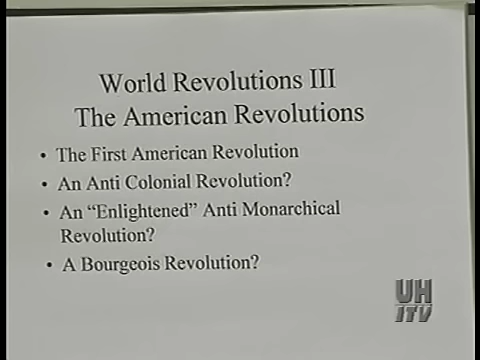 World Revolutions III
The American Revolutions
• The First American Revolution
• An Anti Colonial Revolution?
• An “Enlightened” Anti Monarchical
Revolution?
• A Bourgeois Revolution?
UH
ITV